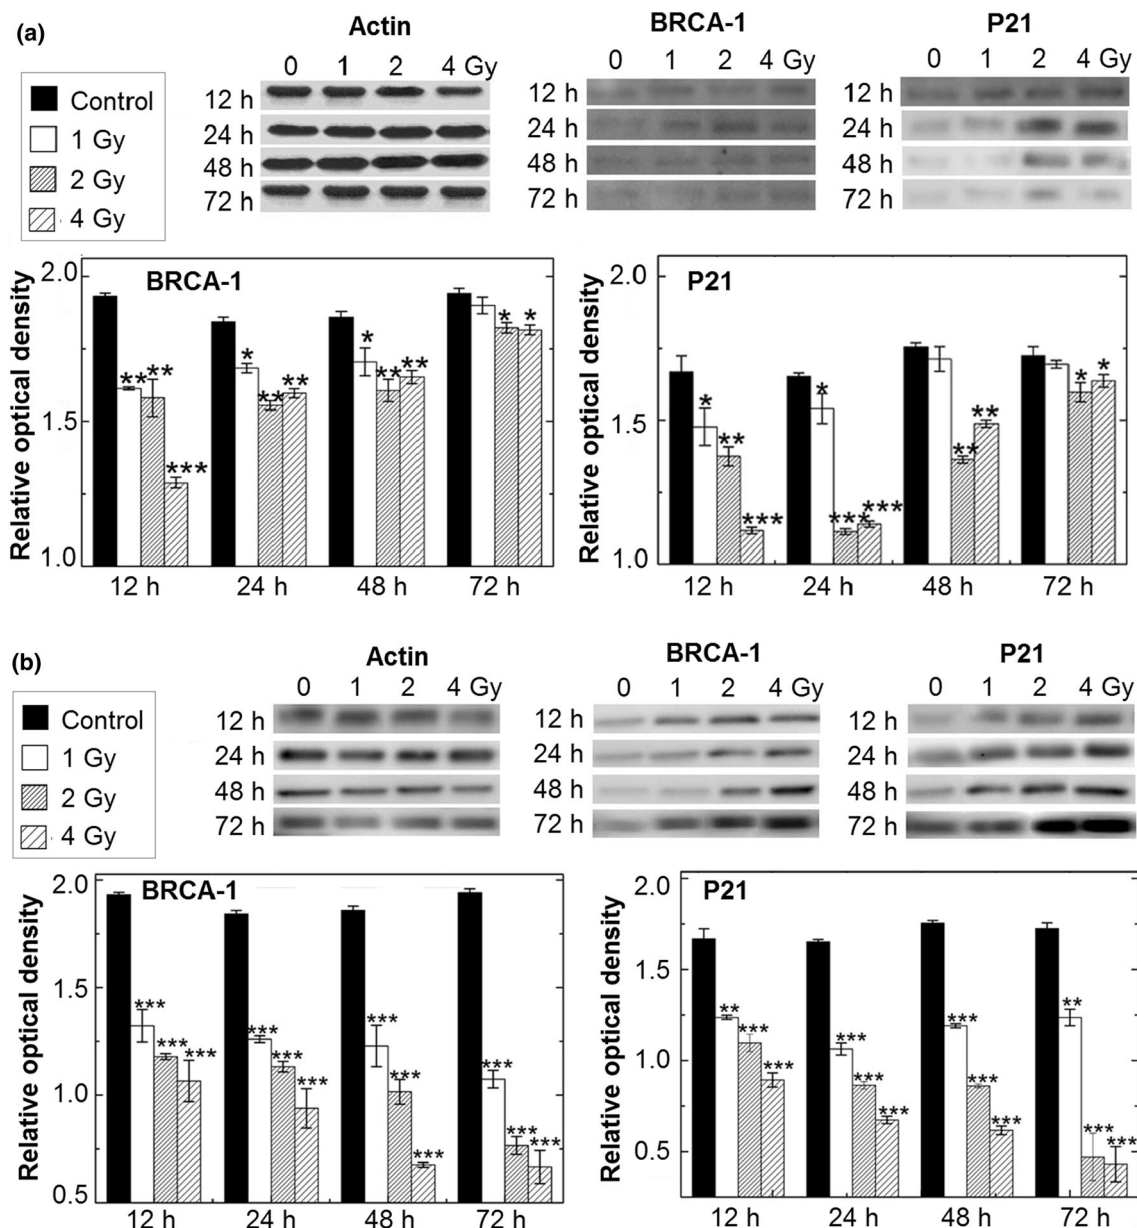 (a)
Actin
BRCA-1
P21
0 1 2 4 Gy
0 1 2 4 Gy
0 1 2 4 Gy
Control
1 Gy
2 Gy
4 Gy
12 h
24 h
48 h
72 h
12 h
24 h
48 h
72 h
12 h
24 h
48 h
72 h
BRCA-1
Relative optical density
2.0
1.5
1.0
** ** ***
* ** **
* ** **
* *
12 h 24 h 48 h 72 h
P21
Relative optical density
2.0
1.5
1.0
* ** ***
* *** ***
** **
* *
12 h 24 h 48 h 72 h
(b)
Actin
BRCA-1
P21
0 1 2 4 Gy
0 1 2 4 Gy
0 1 2 4 Gy
Control
1 Gy
2 Gy
4 Gy
12 h
24 h
48 h
72 h
12 h
24 h
48 h
72 h
12 h
24 h
48 h
72 h
BRCA-1
Relative optical density
2.0
1.5
1.0
0.5
*** *** ***
*** *** ***
*** *** ***
*** *** ***
12 h 24 h 48 h 72 h
P21
Relative optical density
2.0
1.5
1.0
0.5
** *** ***
*** *** ***
*** *** ***
** *** ***
12 h 24 h 48 h 72 h